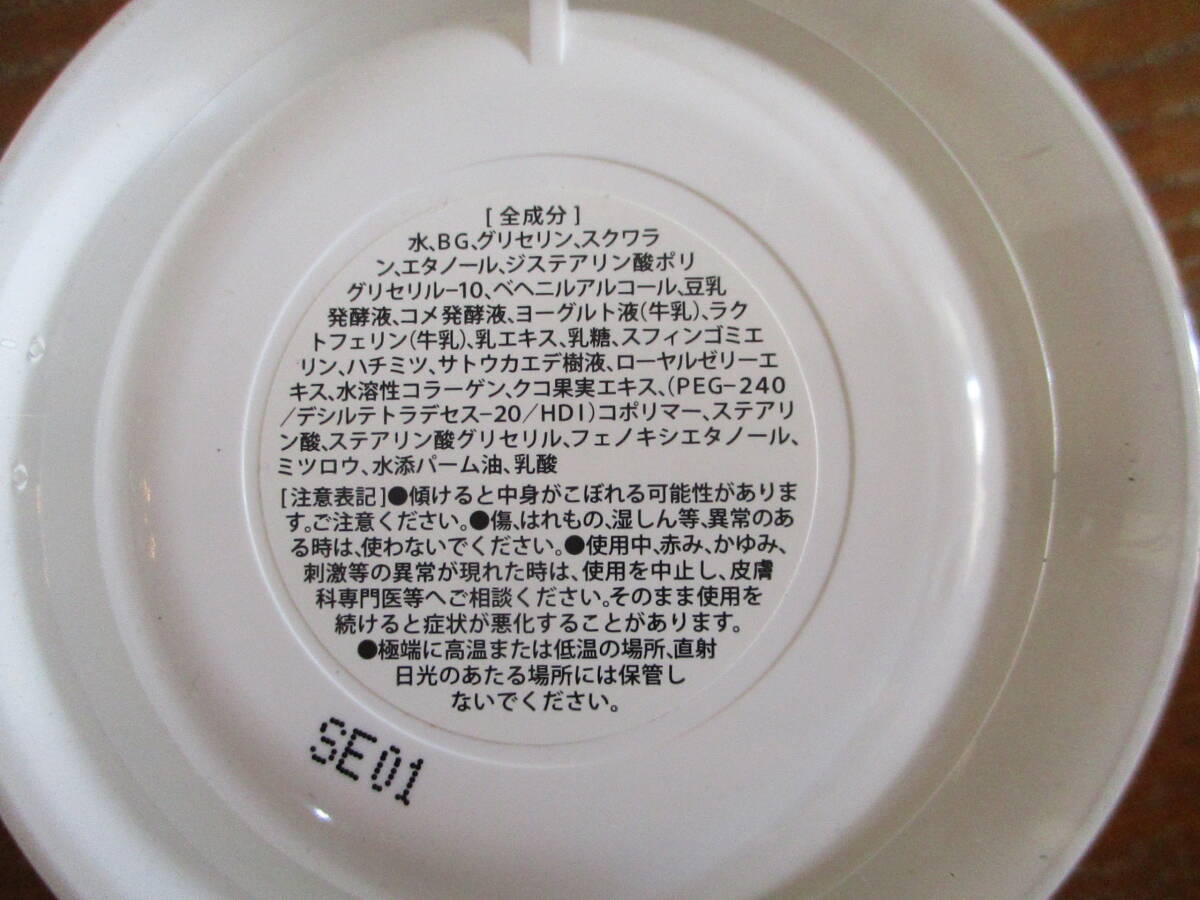 [全成分]
水、BG、グリセリン、スクワラ
ン、エタノール、ジステアリン酸ポリ
グリセリル-10、ベヘニルアルコール、豆乳
発酵液、コメ発酵液、ヨーグルト液(牛乳)、ラク
トフェリン(牛乳)、乳エキス、乳糖、スフィンゴミエ
リン、ハチミツ、サトウカエデ樹液、ローヤルゼリーエ
キス、水溶性コラーゲン、クコ果実エキス、(PEG-240
/デシルテトラデセス-20/HDI)コポリマー、ステアリ
ン酸、ステアリン酸グリセリル、フェノキシエタノール、
ミツロウ、水添パーム油、乳酸
[注意表記]●傾けると中身がこぼれる可能性がありま
す。ご注意ください。●傷、はれもの、湿しん等、異常のあ
る時は、使わないでください。●使用中、赤み、かゆみ、
刺激等の異常が現れた時は、使用を中止し、皮膚
科専門医等へご相談ください。そのまま使用を
続けると症状が悪化することがあります。
●極端に高温または低温の場所、直射
日光のあたる場所には保管し
ないでください。
SE01